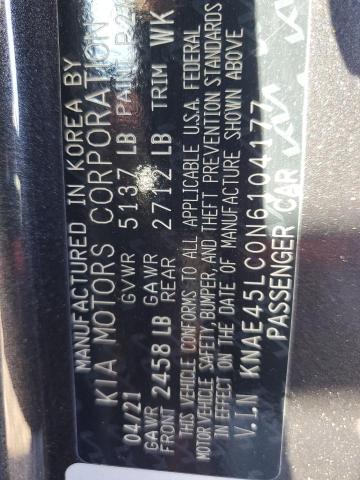 MANUFACTURED IN KOREA BY
KIA MOTORS CORPORATION
04/21 GVWR 5137 LB PAINT
GAWR GAWR TRIM WK
FRONT 2458 LB REAR 2712 LB
THIS VEHICLE CONFORMS TO ALL APPLICABLE U.S.A. FEDERAL
MOTOR VEHICLE SAFETY, BUMPER, AND THEFT PREVENTION STANDARDS
IN EFFECT ON THE DATE OF MANUFACTURE SHOWN ABOVE
V.I.N KNAE45LC0N6104177
PASSENGER CAR